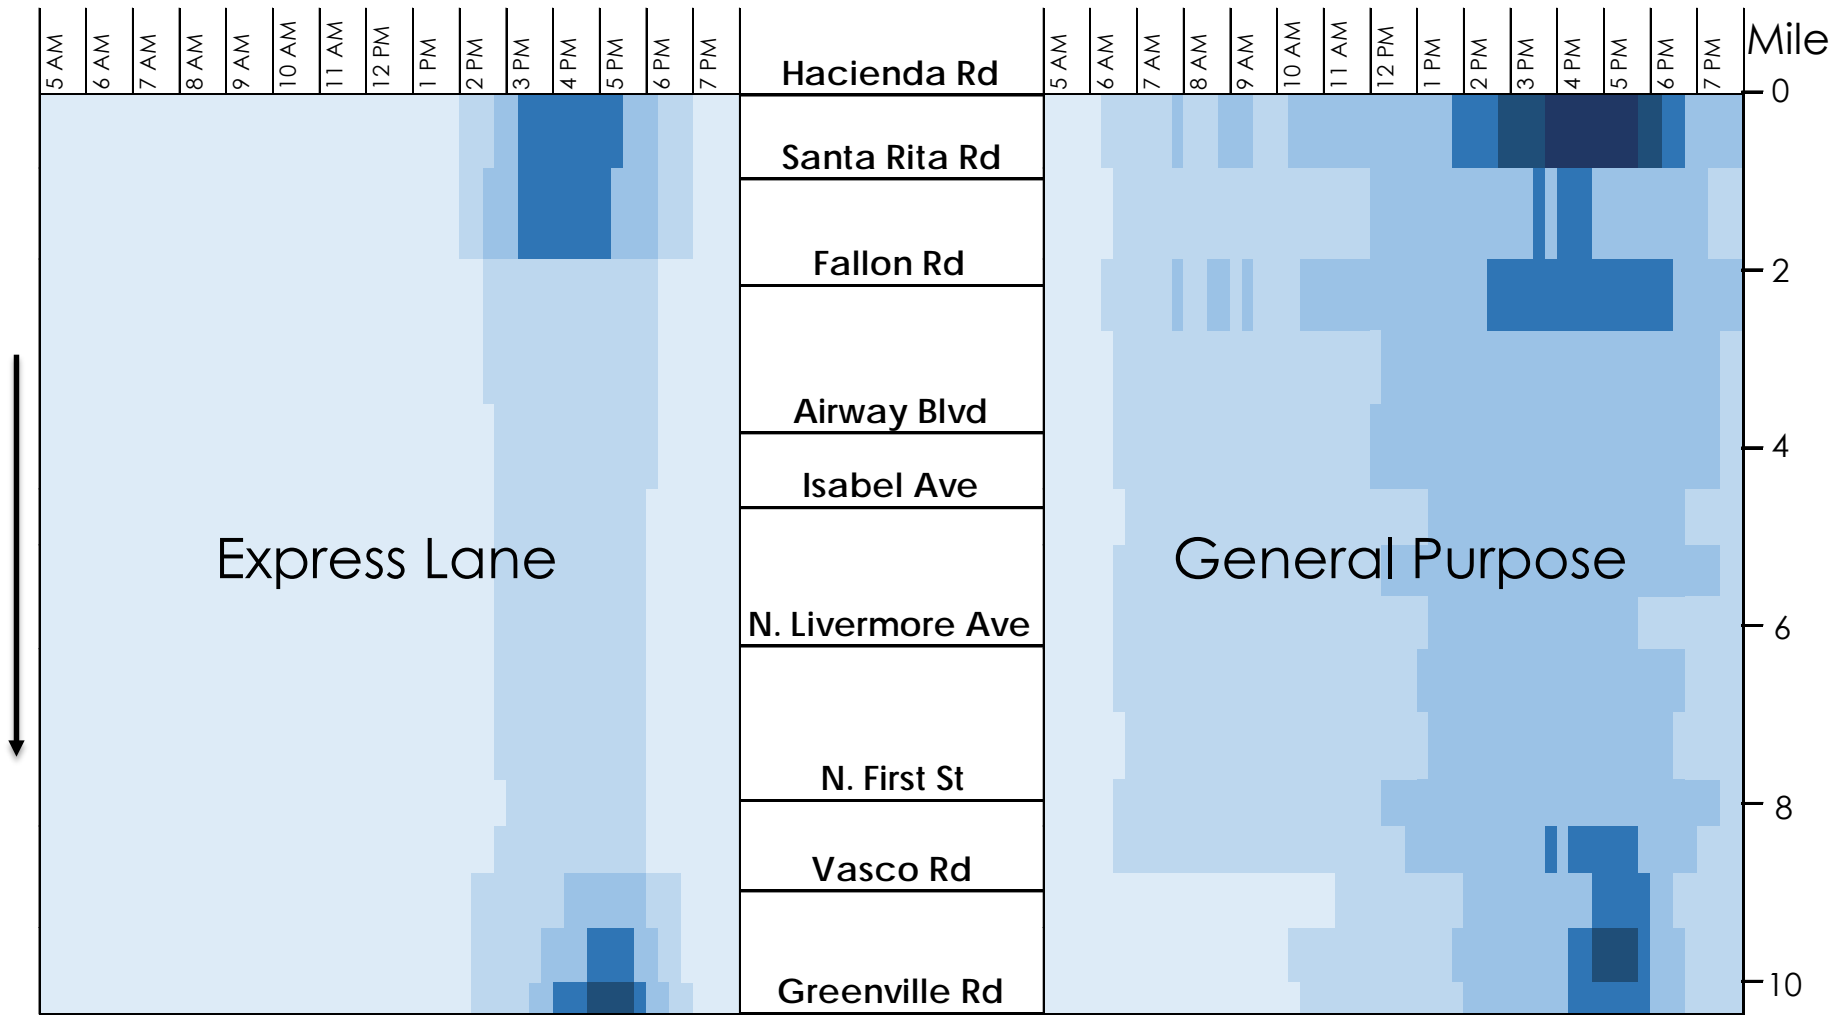 5 AM
6 AM
7 AM
8 AM
9 AM
10 AM
11 AM
12 PM
1 PM
2 PM
3 PM
4 PM
5 PM
6 PM
7 PM
5 AM
6 AM
7 AM
8 AM
9 AM
10 AM
11 AM
12 PM
1 PM
2 PM
3 PM
4 PM
5 PM
6 PM
7 PM
Mile
Hacienda Rd
0
Santa Rita Rd
Fallon Rd
2
Airway Blvd
4
Isabel Ave
Express Lane
General Purpose
N. Livermore Ave
6
N. First St
8
Vasco Rd
Greenville Rd
10